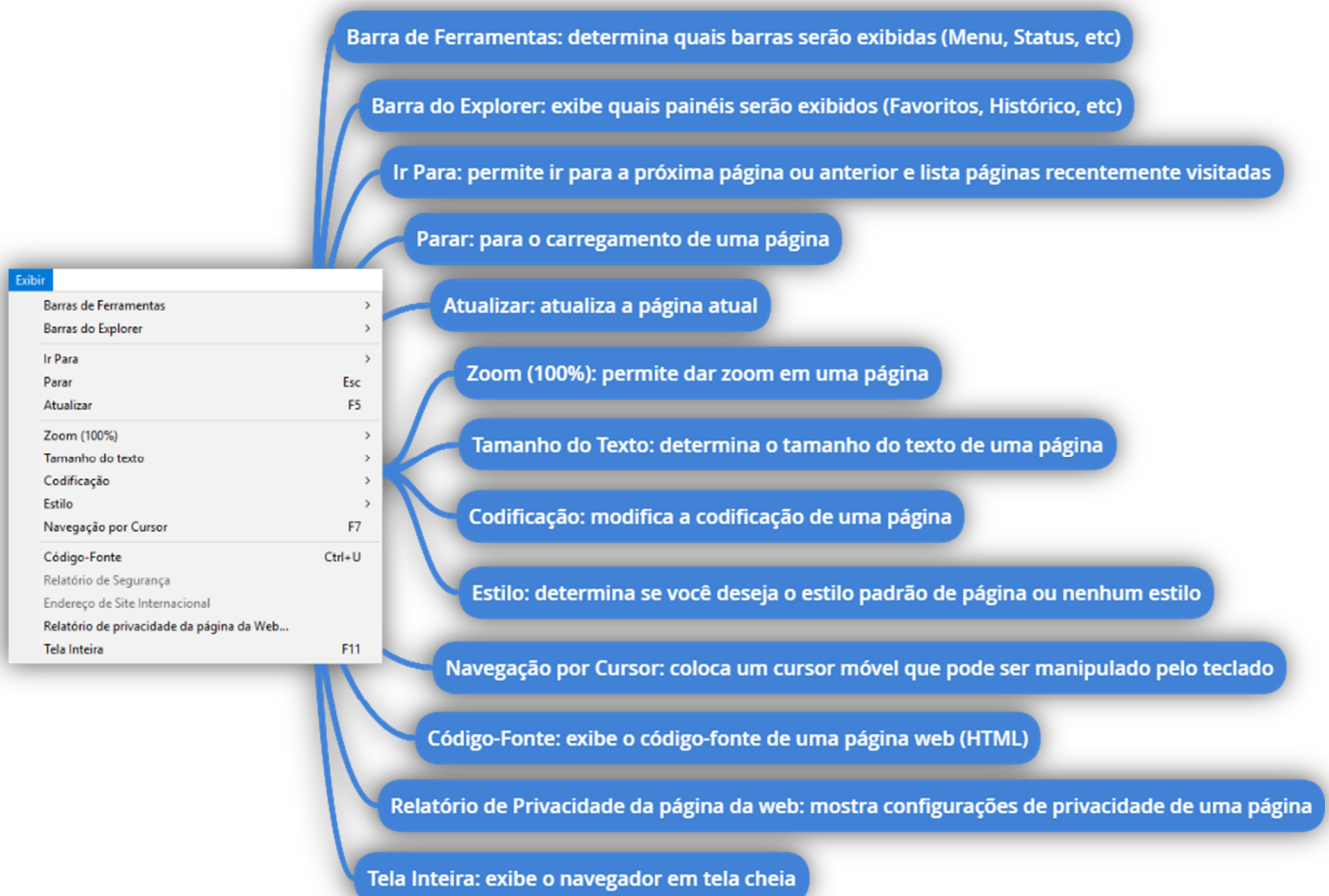 Barra de Ferramentas: determina quais barras serão exibidas (Menu, Status, etc)
Barra do Explorer: exibe quais painéis serão exibidos (Favoritos, Histórico, etc)
Ir Para: permite ir para a próxima página ou anterior e lista páginas recentemente visitadas
Parar: para o carregamento de uma página
Atualizar: atualiza a página atual
Zoom (100%): permite dar zoom em uma página
Tamanho do Texto: determina o tamanho do texto de uma página
Codificação: modifica a codificação de uma página
Estilo: determina se você deseja o estilo padrão de página ou nenhum estilo
Navegação por Cursor: coloca um cursor móvel que pode ser manipulado pelo teclado
Código-Fonte: exibe o código-fonte de uma página web (HTML)
Relatório de Privacidade da página da web: mostra configurações de privacidade de uma página
Tela Inteira: exibe o navegador em tela cheia
Exibir
Barras de Ferramentas >
Barras do Explorer >
Ir Para >
Parar Esc
Atualizar F5
Zoom (100%) >
Tamanho do texto >
Codificação >
Estilo >
Navegação por Cursor F7
Código-Fonte Ctrl+U
Relatório de Segurança
Endereço de Site Internacional
Relatório de privacidade da página da Web...
Tela Inteira F11